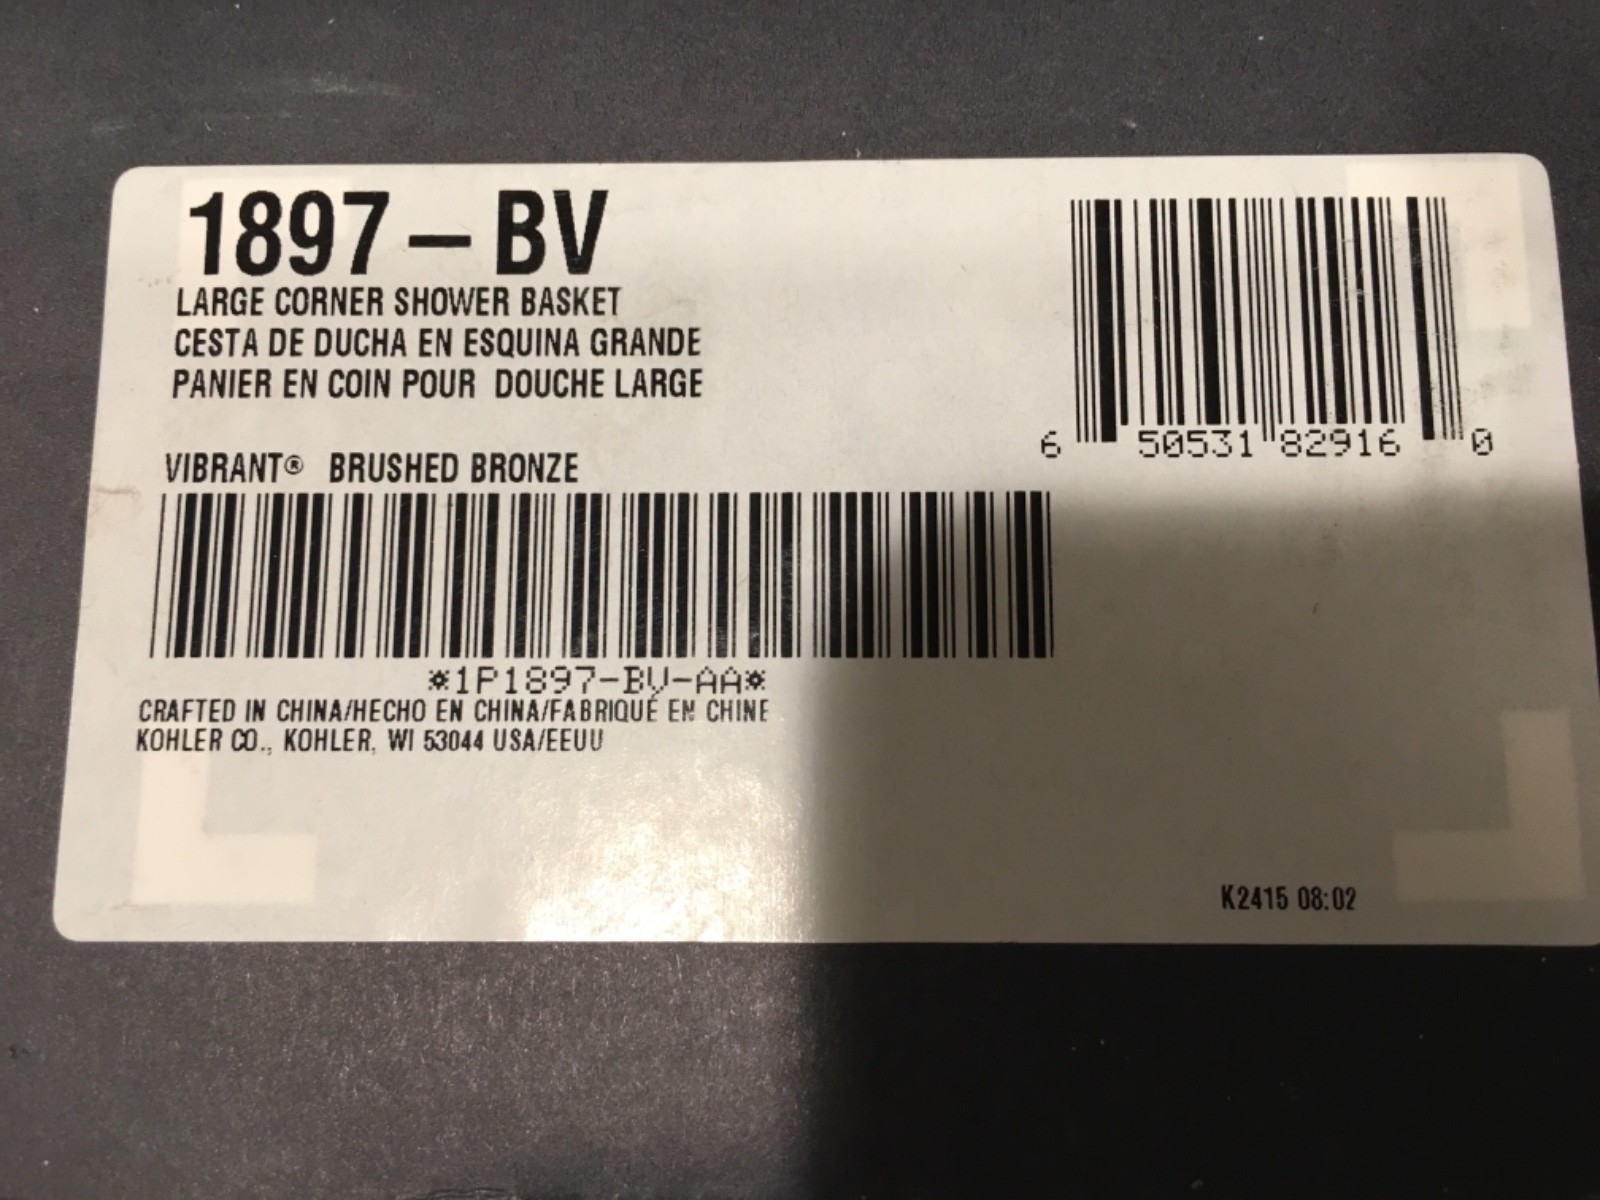 1897-BV
LARGE CORNER SHOWER BASKET
CESTA DE DUCHA EN ESQUINA GRANDE
PANIER EN COIN POUR DOUCHE LARGE
VIBRANT® BRUSHED BRONZE
6 50531 82916 0
*1P1897-BV-AA*
CRAFTED IN CHINA/HECHO EN CHINA/FABRIQUÉ EN CHINE
KOHLER CO., KOHLER, WI 53044 USA/EEUU
K2415 08:02